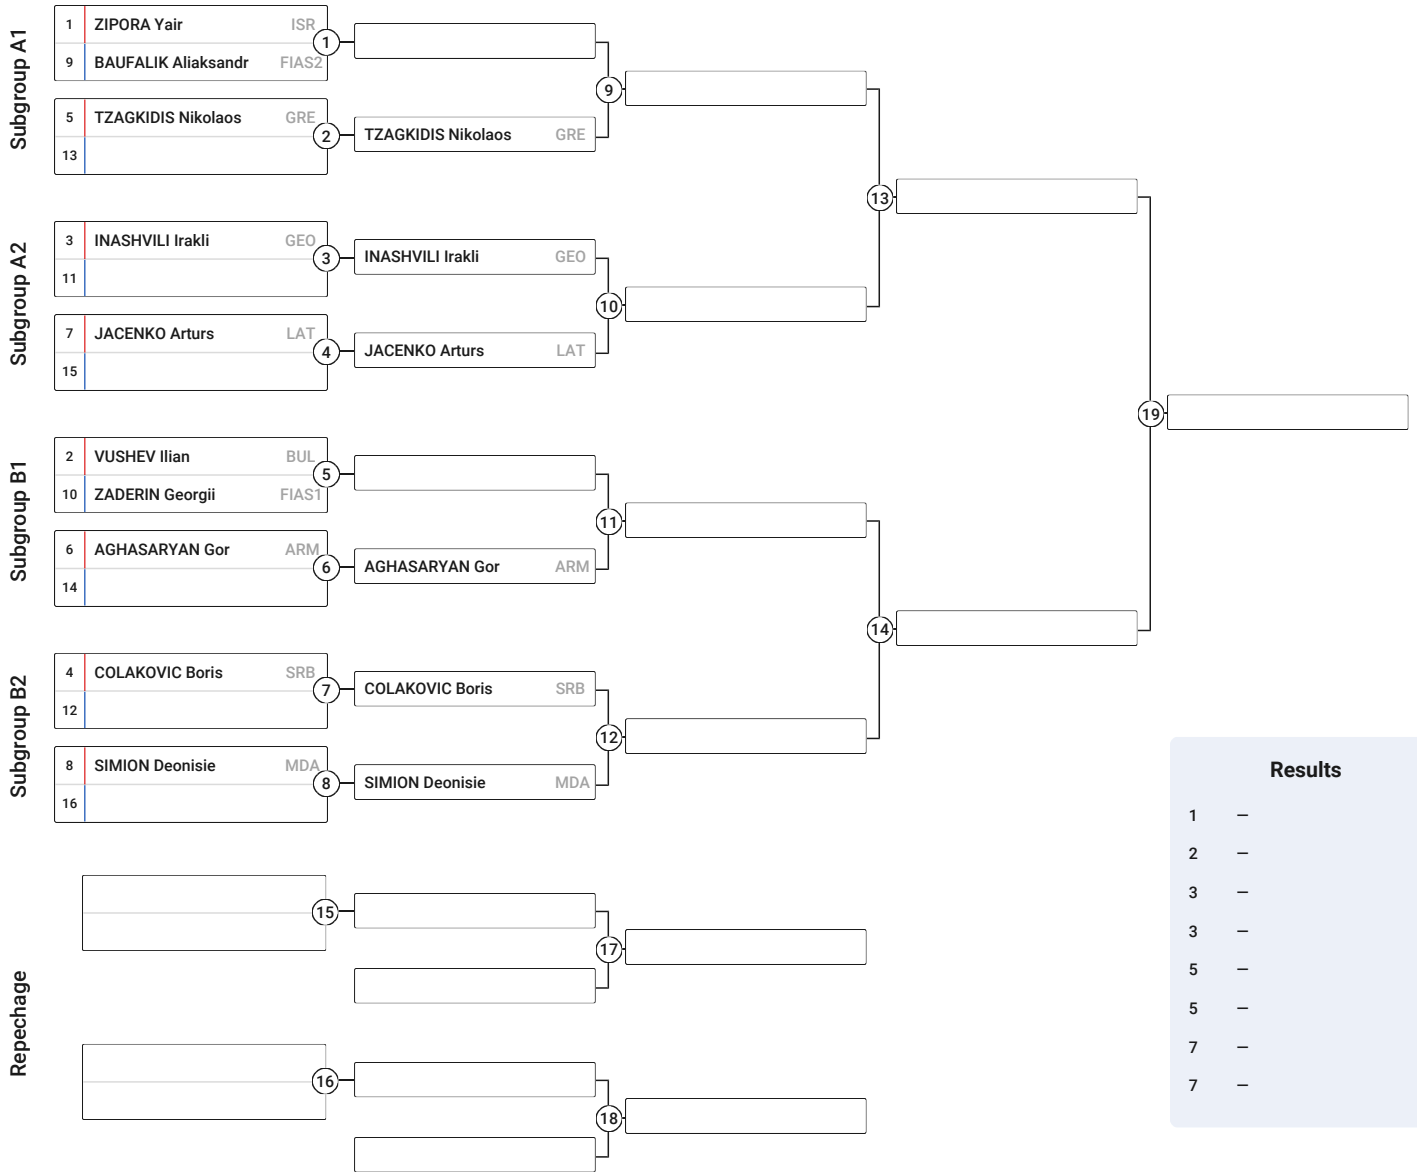 Subgroup A1
1 ZIPORA Yair ISR
9 BAUFALIK Aliaksandr FIAS2
1
5 TZAGKIDIS Nikolaos GRE
13
2
TZAGKIDIS Nikolaos GRE
9
Subgroup A2
3 INASHVILI Irakli GEO
11
3
INASHVILI Irakli GEO
7 JACENKO Arturs LAT
15
4
JACENKO Arturs LAT
10
13
Subgroup B1
2 VUSHEV Ilian BUL
10 ZADERIN Georgii FIAS1
5
6 AGHASARYAN Gor ARM
14
6
AGHASARYAN Gor ARM
11
Subgroup B2
4 COLAKOVIC Boris SRB
12
7
COLAKOVIC Boris SRB
8 SIMION Deonisie MDA
16
8
SIMION Deonisie MDA
12
14
19
Repechage
15
17
16
18
Results
1 –
2 –
3 –
3 –
5 –
5 –
7 –
7 –